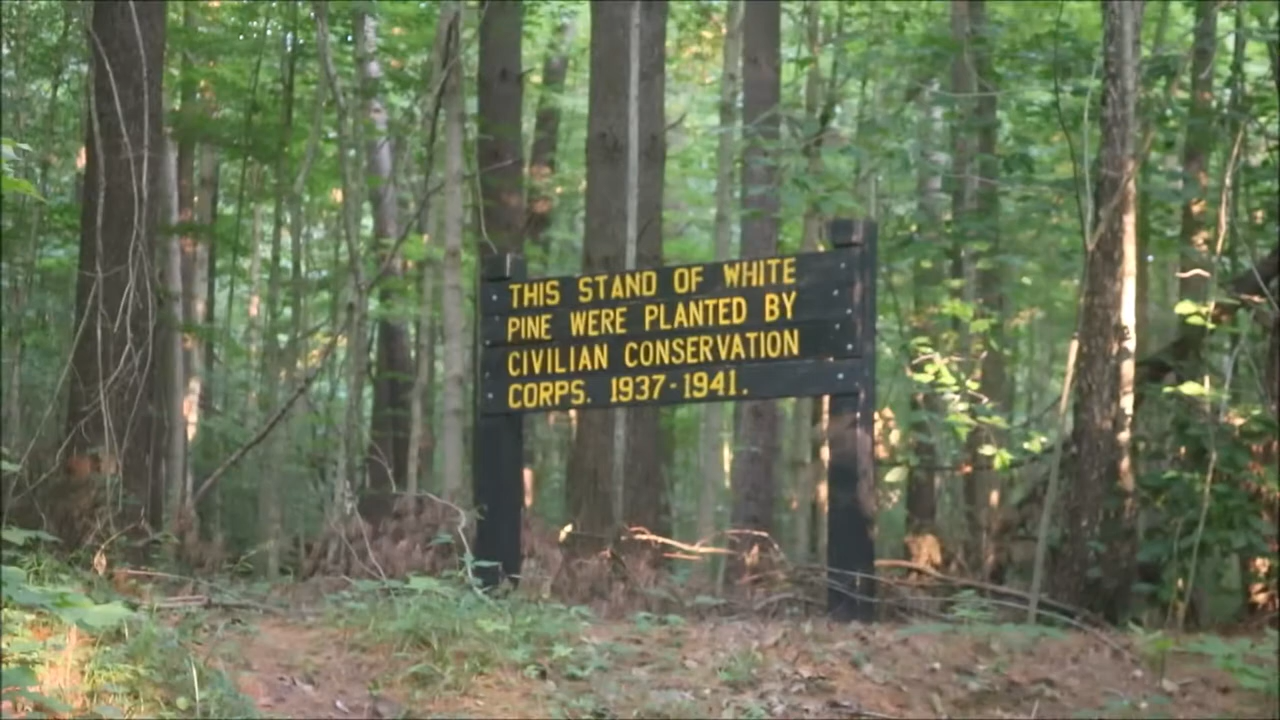 THIS STAND OF WHITE
PINE WERE PLANTED BY
CIVILIAN CONSERVATION
CORPS. 1937-1941.